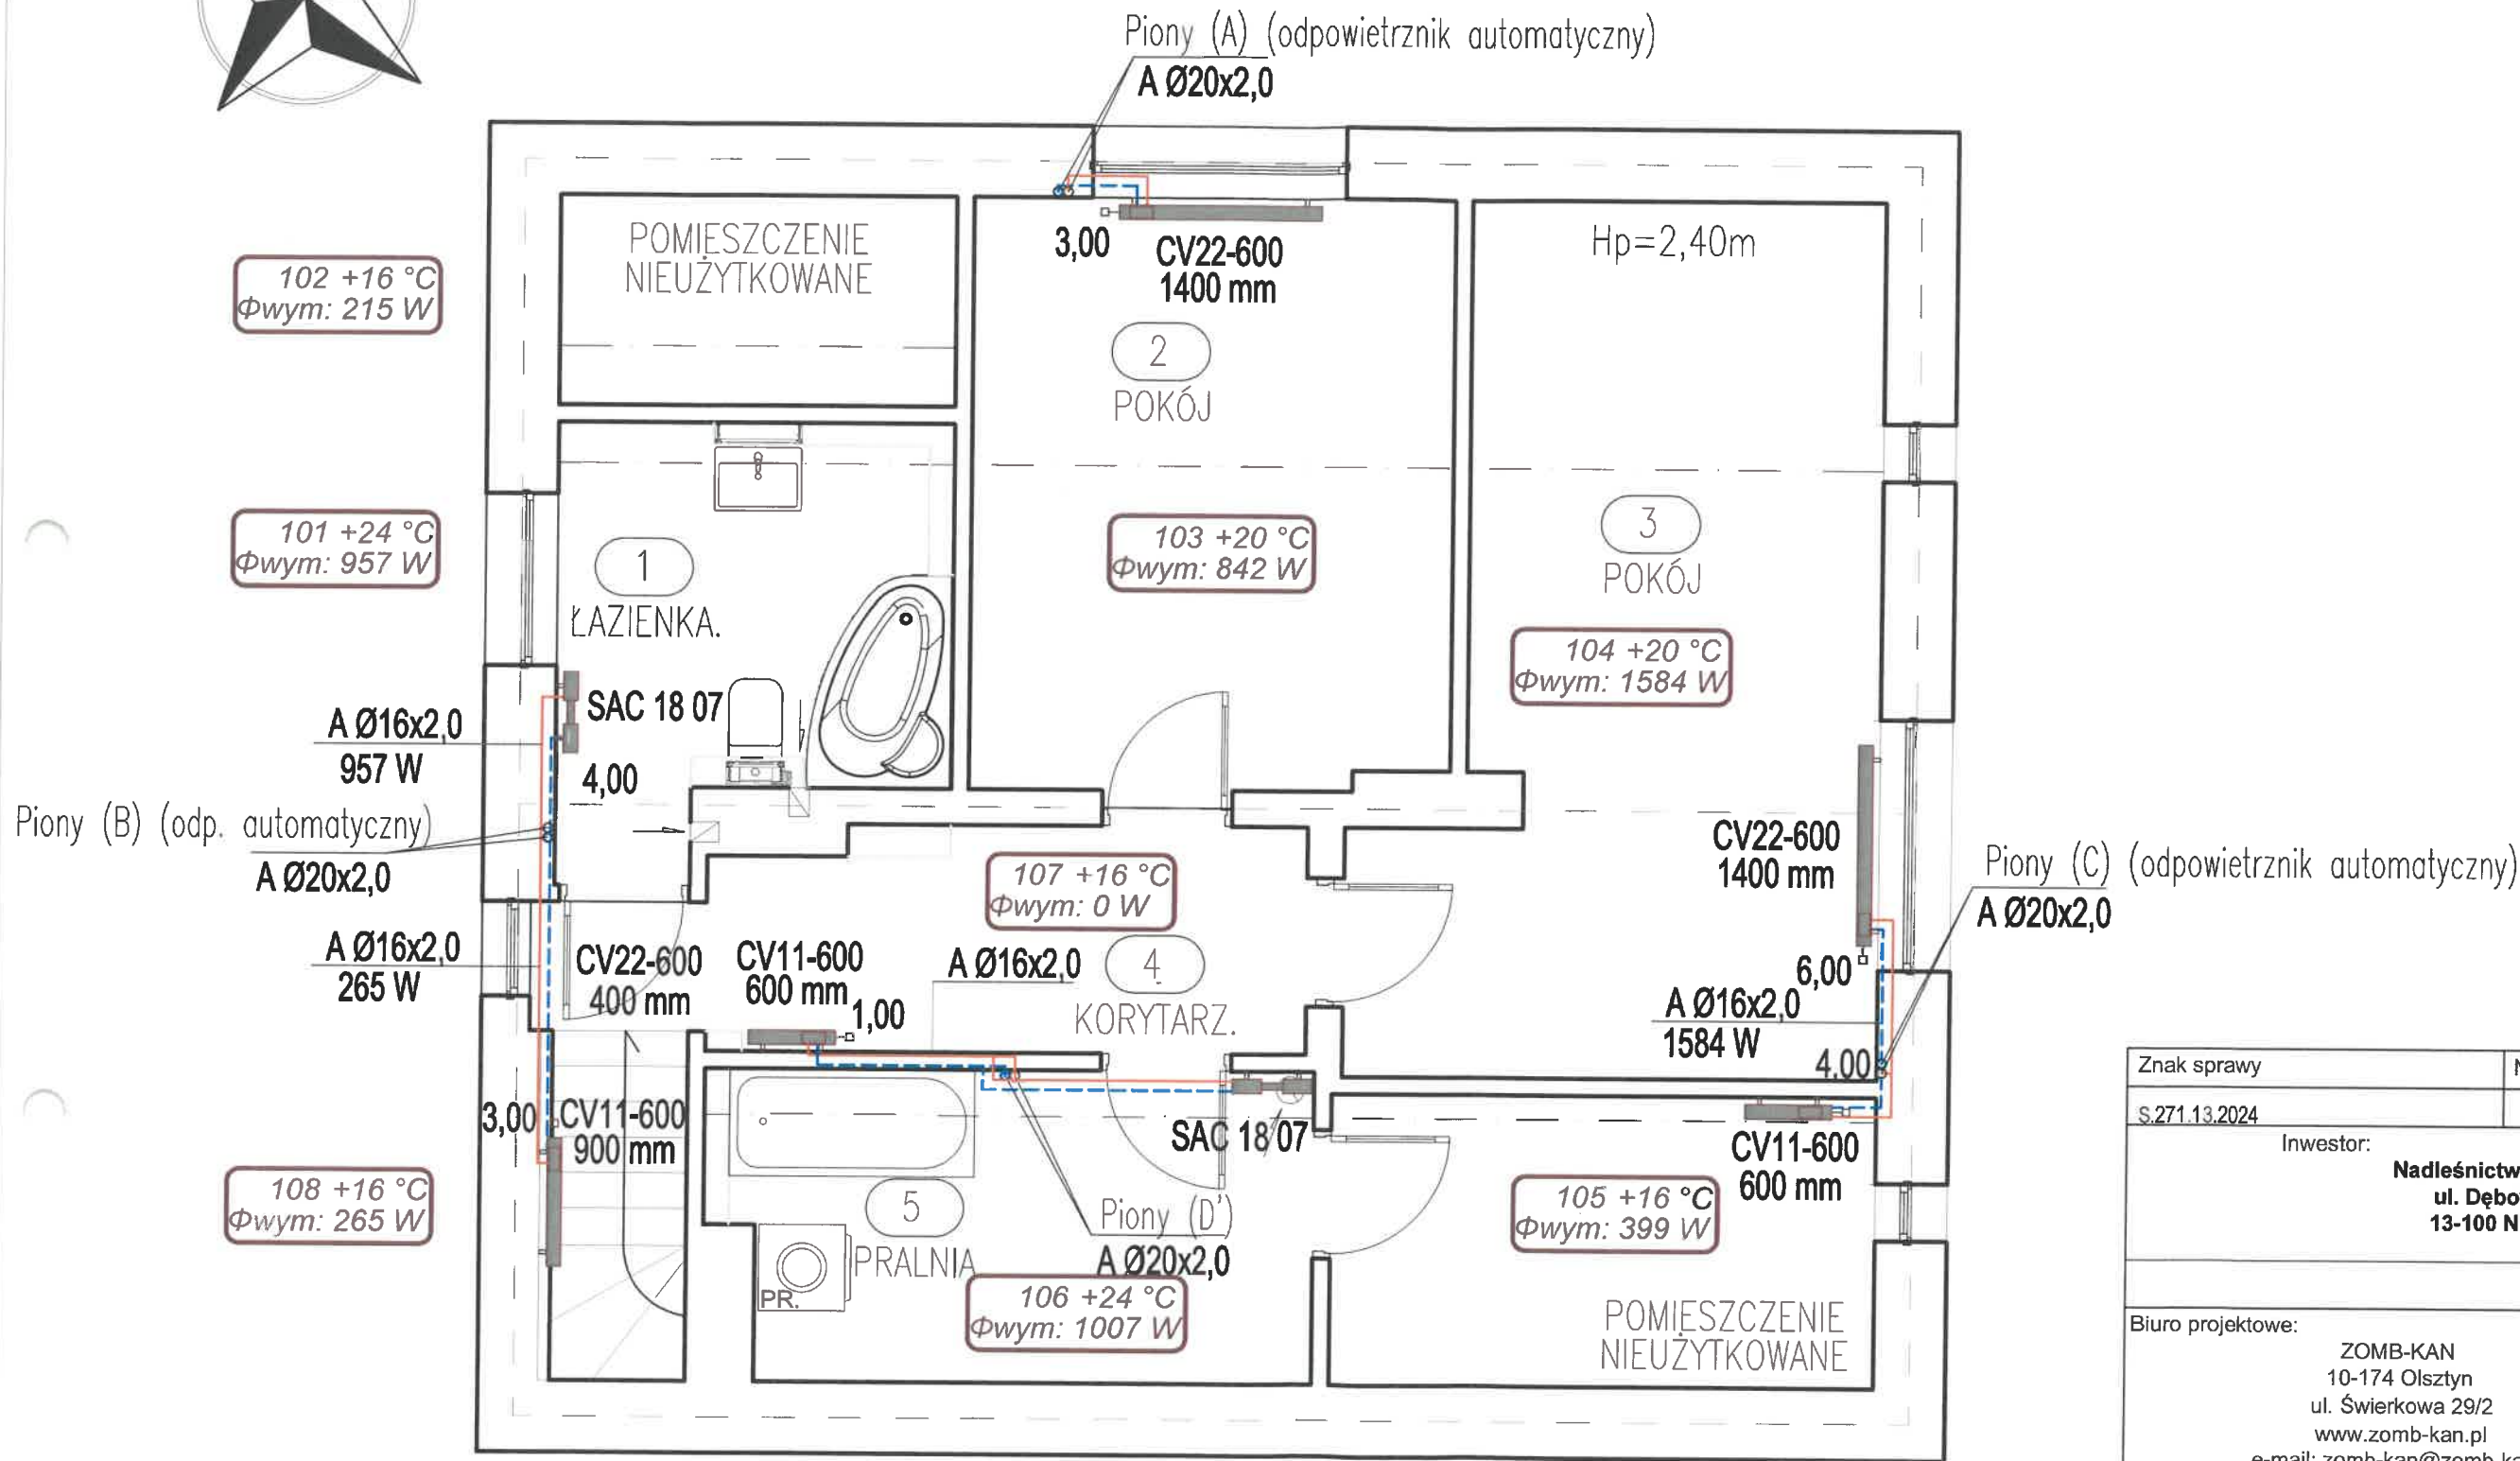 Piony (A) (odpowietrznik automatyczny)
A Ø20x2,0
POMIESZCZENIE
NIEUŻYTKOWANE
3,00
CV22-600
1400 mm
Hp=2,40m
102 +16 °C
Φwym: 215 W
2
POKÓJ
101 +24 °C
Φwym: 957 W
1
ŁAZIENKA.
103 +20 °C
Φwym: 842 W
3
POKÓJ
104 +20 °C
Φwym: 1584 W
SAC 18 07
A Ø16x2,0
957 W
4,00
Piony (B) (odp. automatyczny)
A Ø20x2,0
CV22-600
1400 mm
Piony (C) (odpowietrznik automatyczny)
A Ø20x2,0
107 +16 °C
Φwym: 0 W
A Ø16x2,0
265 W
CV22-600
400 mm
CV11-600
600 mm
1,00
A Ø16x2,0
4
KORYTARZ.
6,00
A Ø16x2,0
1584 W
4,00
3,00
CV11-600
900 mm
SAC 18 07
CV11-600
600 mm
108 +16 °C
Φwym: 265 W
5
PRALNIA
PR.
Piony (D')
A Ø20x2,0
105 +16 °C
Φwym: 399 W
106 +24 °C
Φwym: 1007 W
POMIESZCZENIE
NIEUŻYTKOWANE
Znak sprawy
S.271.13.2024
Inwestor:
Nadleśnictw
ul. Dębo
13-100 N
Biuro projektowe:
ZOMB-KAN
10-174 Olsztyn
ul. Świerkowa 29/2
www.zomb-kan.pl